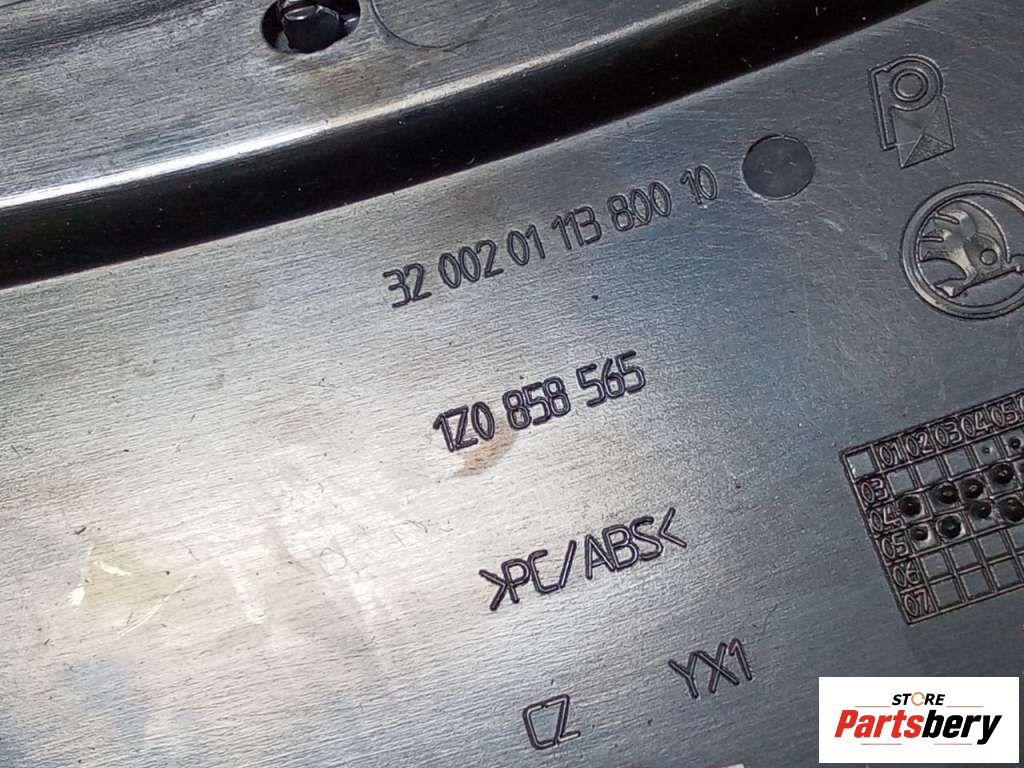 32 002 01 113 800 10
1Z0 858 565
01 02 03 04 05
03
04
05
06
07
>PC/ABS<
YX1
CZ
STORE
Partsbery